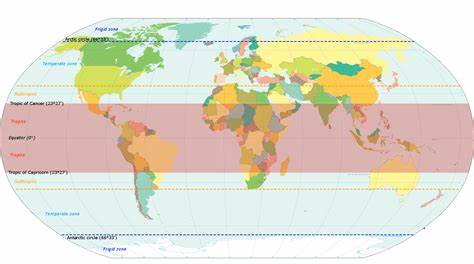 Frigid zone
Arctic circle (66°33')
Temperate zone
Subtropics
Tropic of Cancer (23°27')
Tropics
Equator (0°)
Tropics
Tropic of Capricorn (23°27')
Subtropics
Temperate zone
Antarctic circle (66°33')
Frigid zone